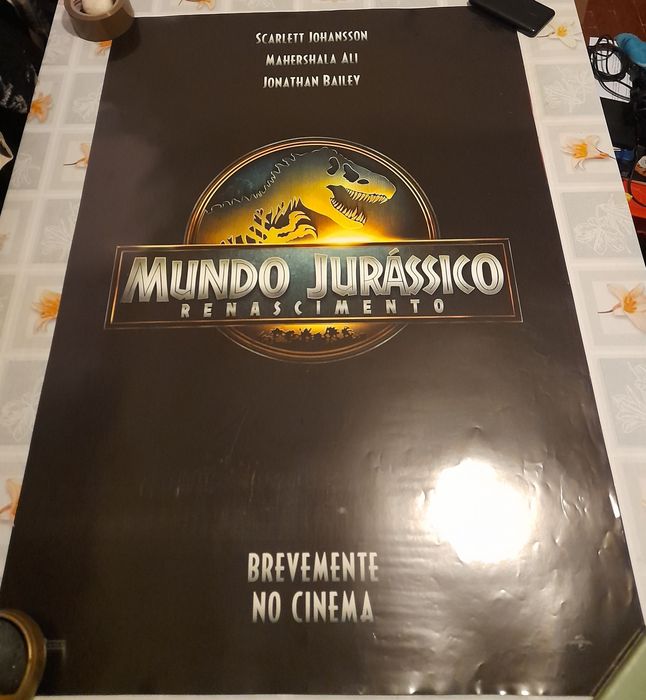 Scarlett Johansson
Mahershala Ali
Jonathan Bailey
MUNDO JURÁSSICO
RENASCIMENTO
BREVEMENTE
NO CINEMA